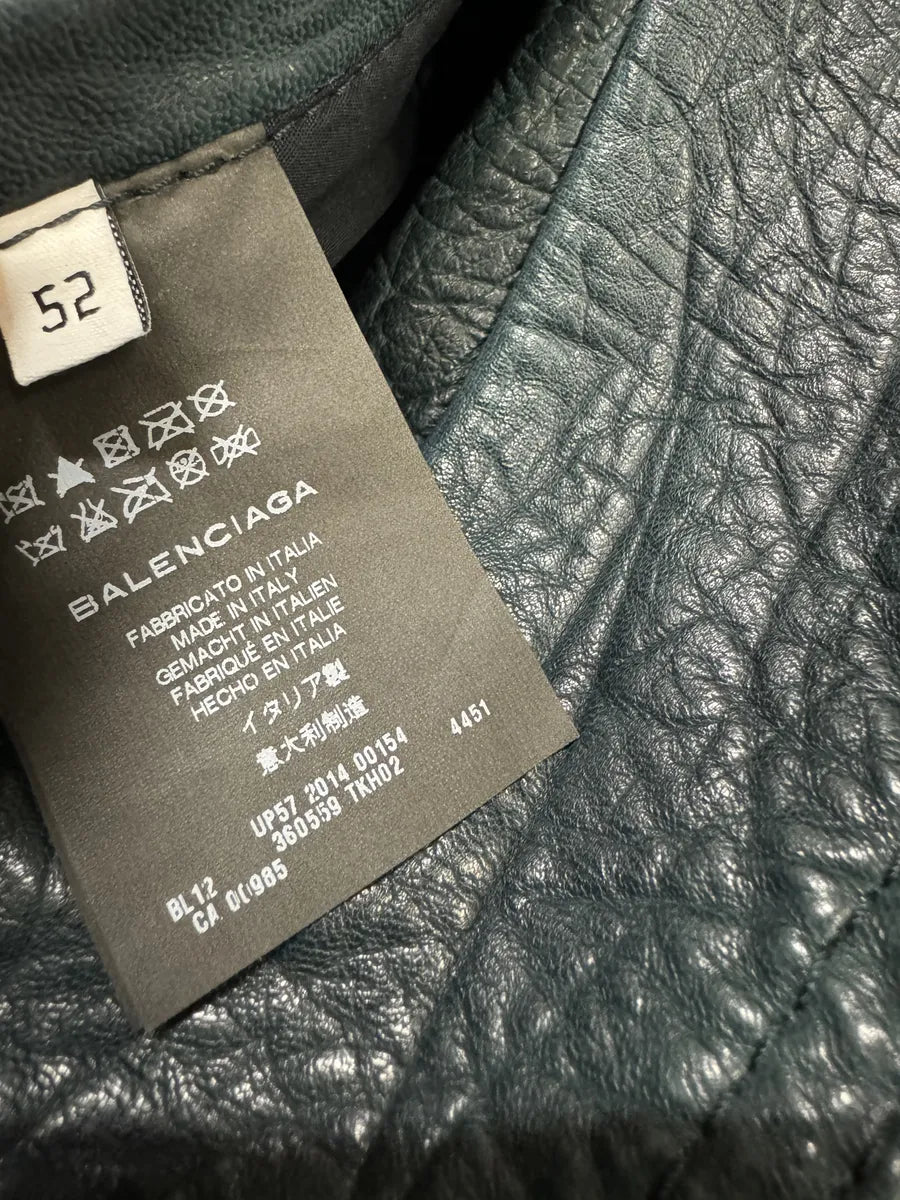 52
BALENCIAGA
FABBRICATO IN ITALIA
MADE IN ITALY
GEMACHT IN ITALIEN
FABRIQUÉ EN ITALIE
HECHO EN ITALIA
イタリア製
意大利制造
UP57 2014 00154 4451
360559 TKH02
BL12
CA 00985